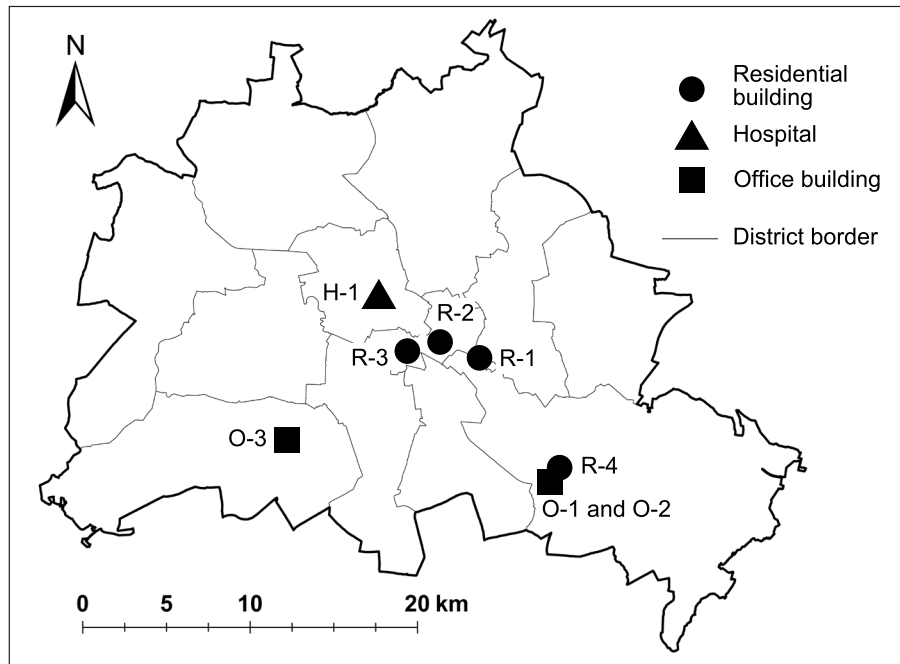 N
Residential
building
Hospital
Office building
District border
H-1
R-2
R-3
R-1
O-3
R-4
O-1 and O-2
0 5 10 20 km